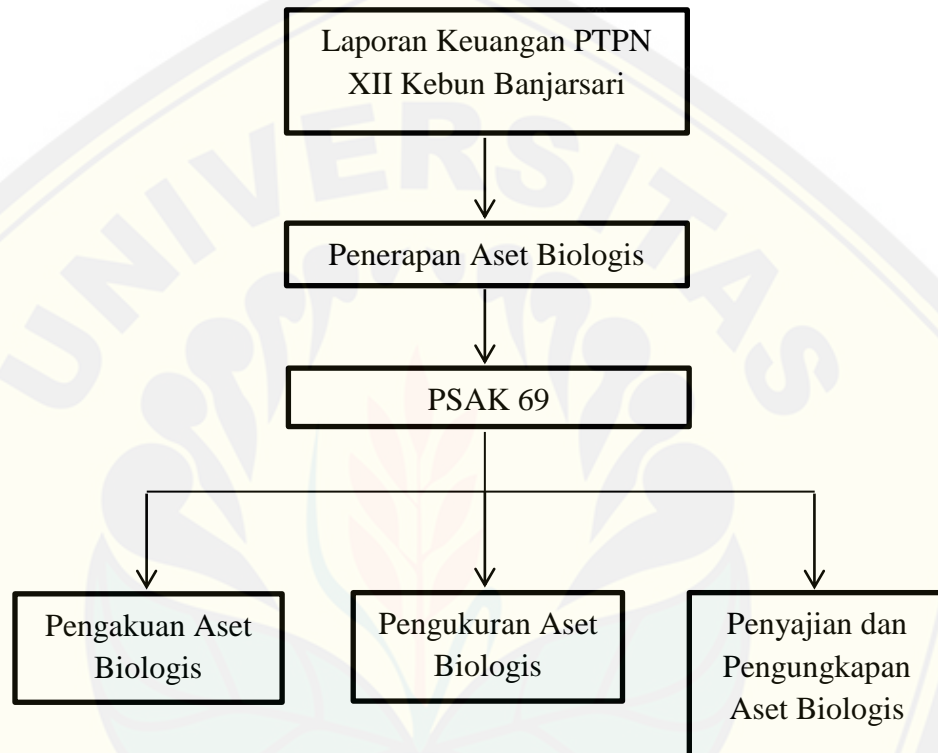 UNIVERSITAS
Laporan Keuangan PTPN
XII Kebun Banjarsari
Penerapan Aset Biologis
PSAK 69
Pengakuan Aset
Biologis
Pengukuran Aset
Biologis
Penyajian dan
Pengungkapan
Aset Biologis